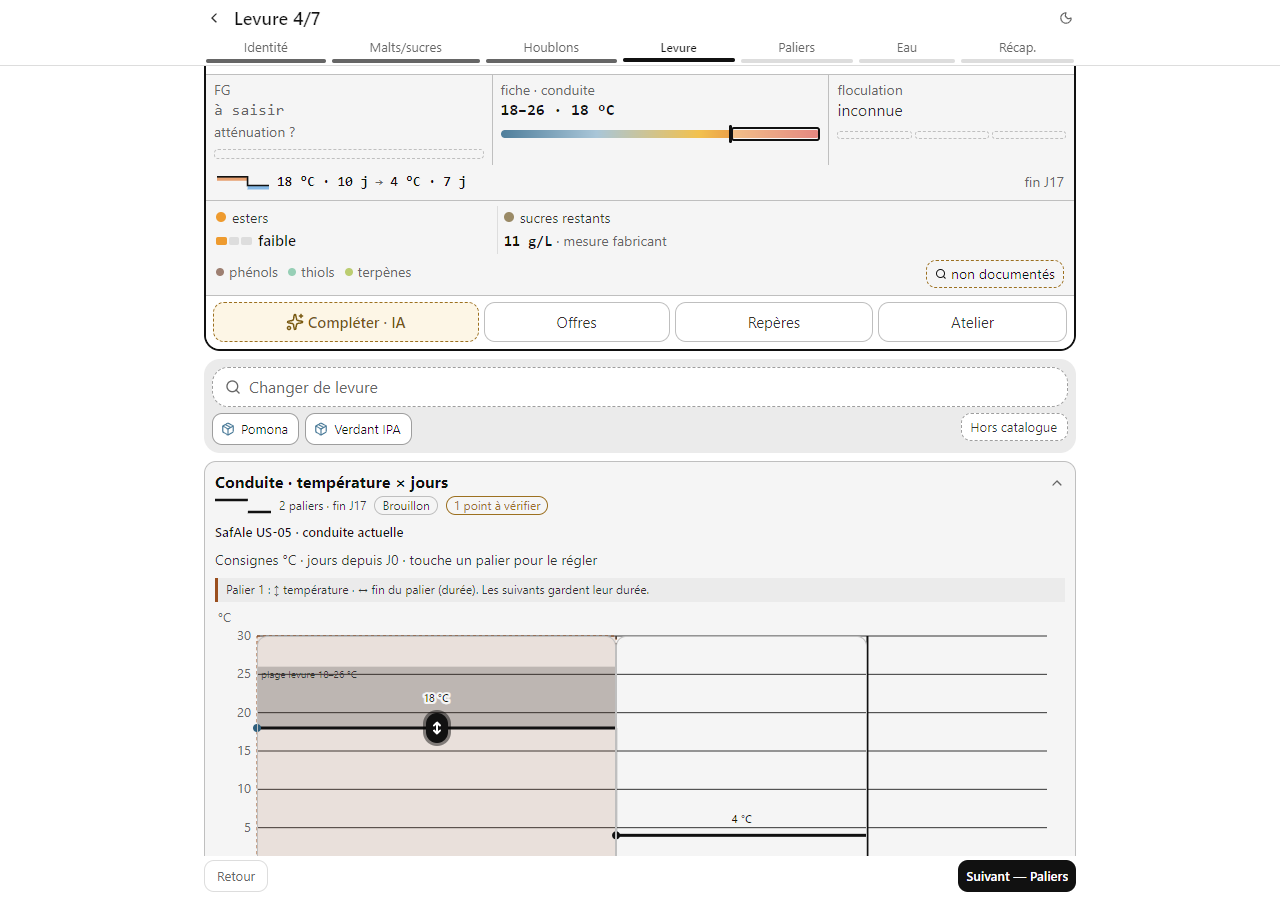 Levure 4/7
Identité
Malts/sucres
Houblons
Levure
Paliers
Eau
Récap.
FG
à saisir
atténuation ?
fiche · conduite
18–26 · 18 °C
floculation
inconnue
18 °C · 10 j → 4 °C · 7 j
fin J17
esters
faible
sucres restants
11 g/L · mesure fabricant
phénols
thiols
terpènes
non documentés
Compléter · IA
Offres
Repères
Atelier
Changer de levure
Pomona
Verdant IPA
Hors catalogue
Conduite · température × jours
2 paliers · fin J17
Brouillon
1 point à vérifier
SafAle US-05 · conduite actuelle
Consignes °C · jours depuis J0 · touche un palier pour le régler
Palier 1 : ↕ température · ↔ fin du palier (durée). Les suivants gardent leur durée.
°C
30
25
plage levure 18–26 °C
18 °C
20
15
10
4 °C
5
Retour
Suivant — Paliers